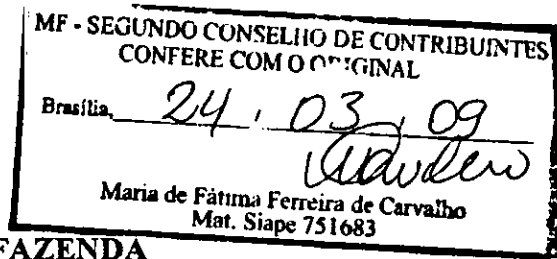 MF - SEGUNDO CONSELHO DE CONTRIBUINTES
CONFERE COM O ORIGINAL
Brasília, 24 , 03 , 09
Maria de Fátima Ferreira de Carvalho
Mat. Siape 751683
FAZENDA